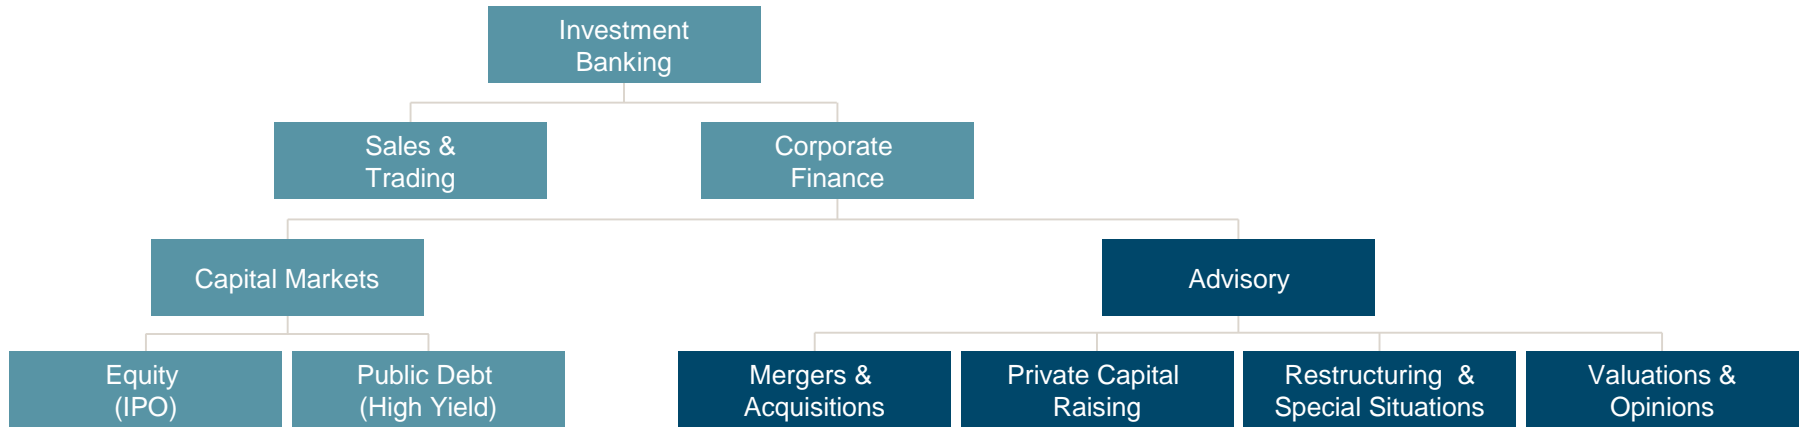 Investment
Banking
Sales &
Trading
Corporate
Finance
Capital Markets
Advisory
Equity
(IPO)
Public Debt
(High Yield)
Mergers &
Acquisitions
Private Capital
Raising
Restructuring &
Special Situations
Valuations &
Opinions